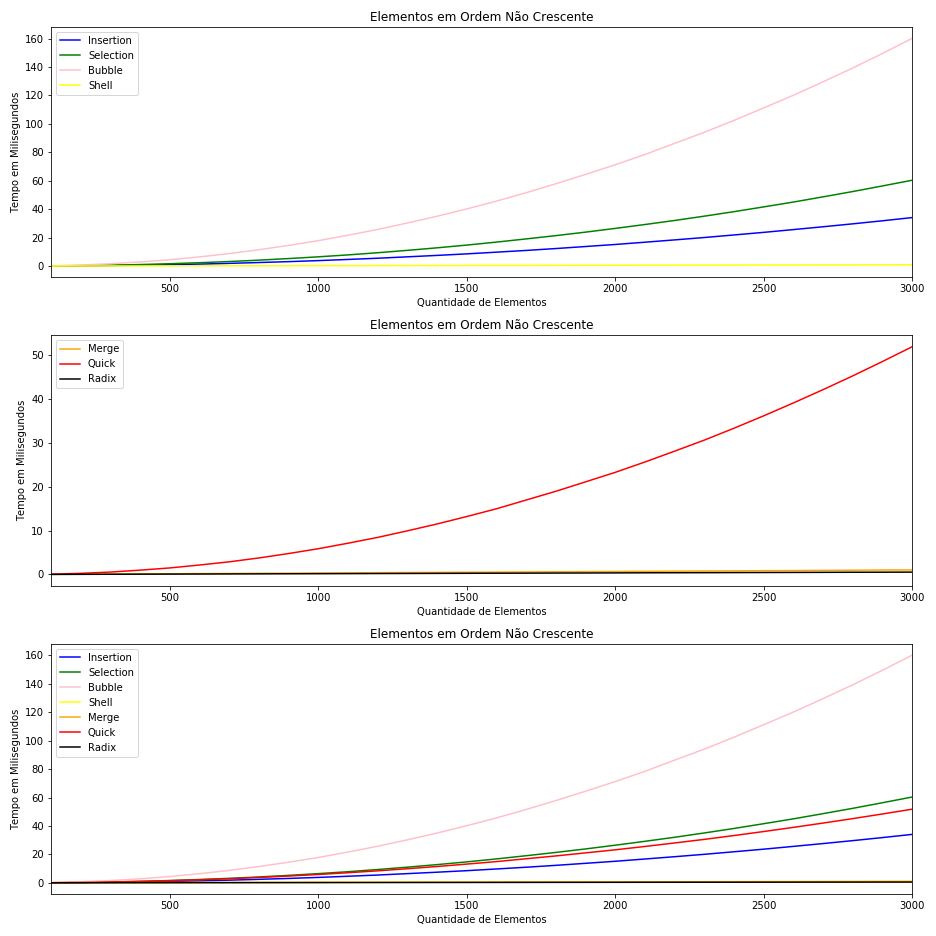 Elementos em Ordem Não Crescente
Insertion
Selection
Bubble
Shell
Tempo em Milisegundos
160
140
120
100
80
60
40
20
0
500 1000 1500 2000 2500 3000
Quantidade de Elementos
Elementos em Ordem Não Crescente
Merge
Quick
Radix
Tempo em Milisegundos
50
40
30
20
10
0
500 1000 1500 2000 2500 3000
Quantidade de Elementos
Elementos em Ordem Não Crescente
Insertion
Selection
Bubble
Shell
Merge
Quick
Radix
Tempo em Milisegundos
160
140
120
100
80
60
40
20
0
500 1000 1500 2000 2500 3000
Quantidade de Elementos